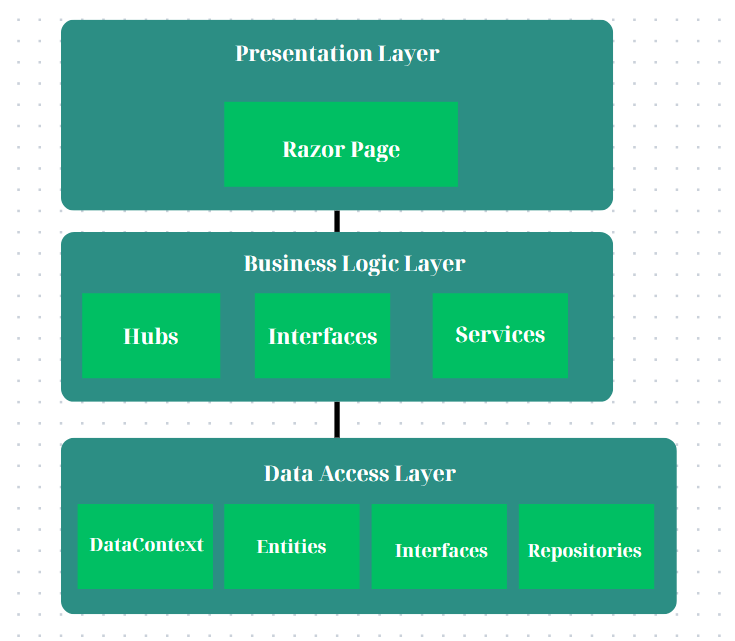 Presentation Layer
Razor Page
Business Logic Layer
Hubs
Interfaces
Services
Data Access Layer
DataContext
Entities
Interfaces
Repositories